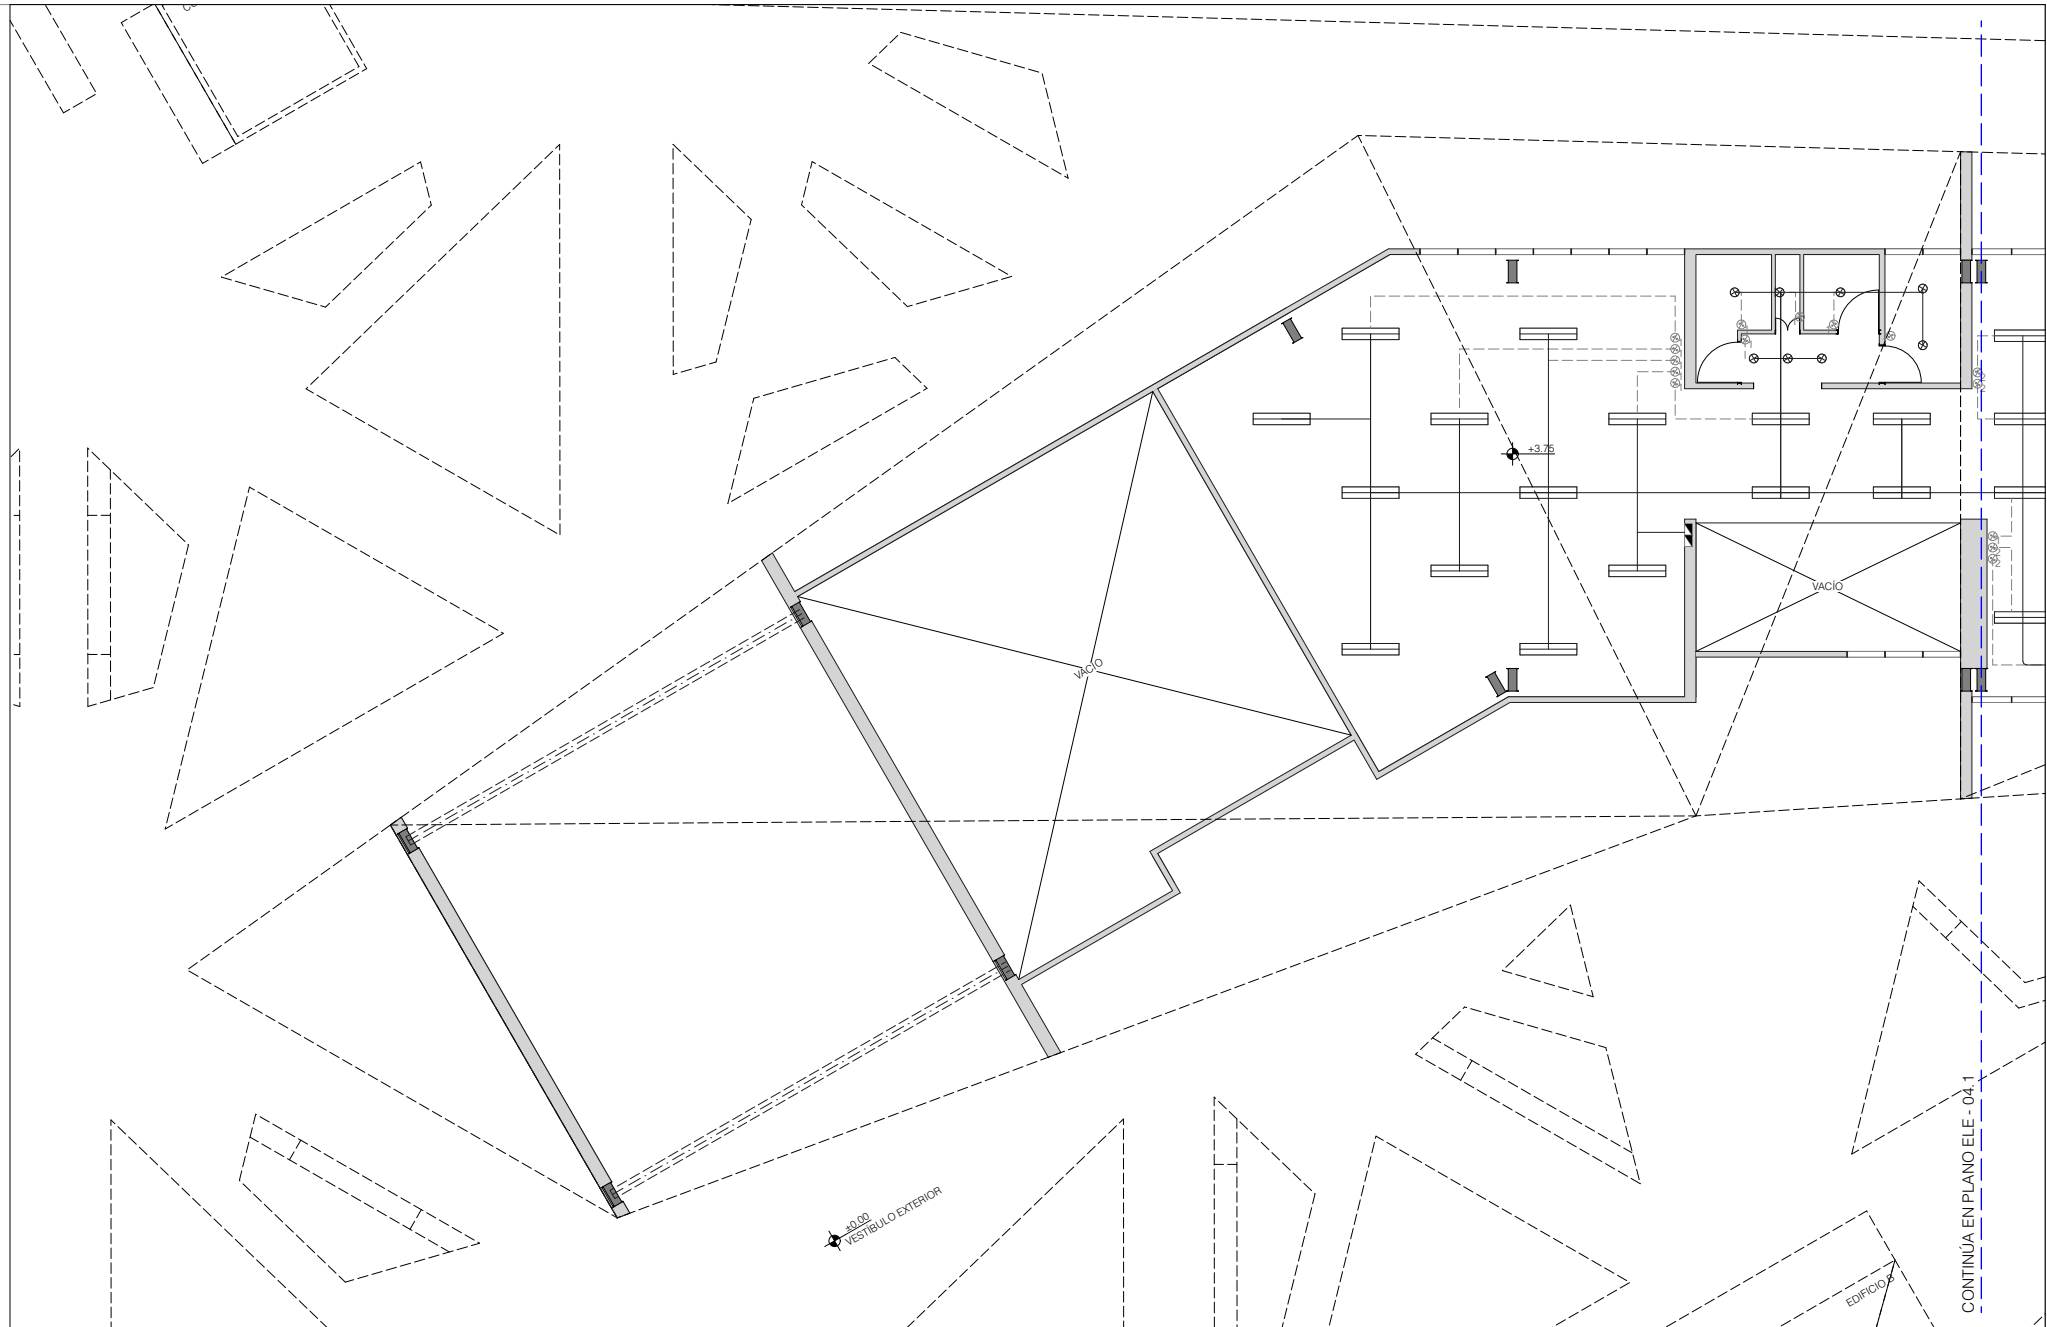 +3.75
VACÍO
VACÍO
±0.00
VESTÍBULO EXTERIOR
CONTINÚA EN PLANO ELE - 04.1
EDIFICIO B